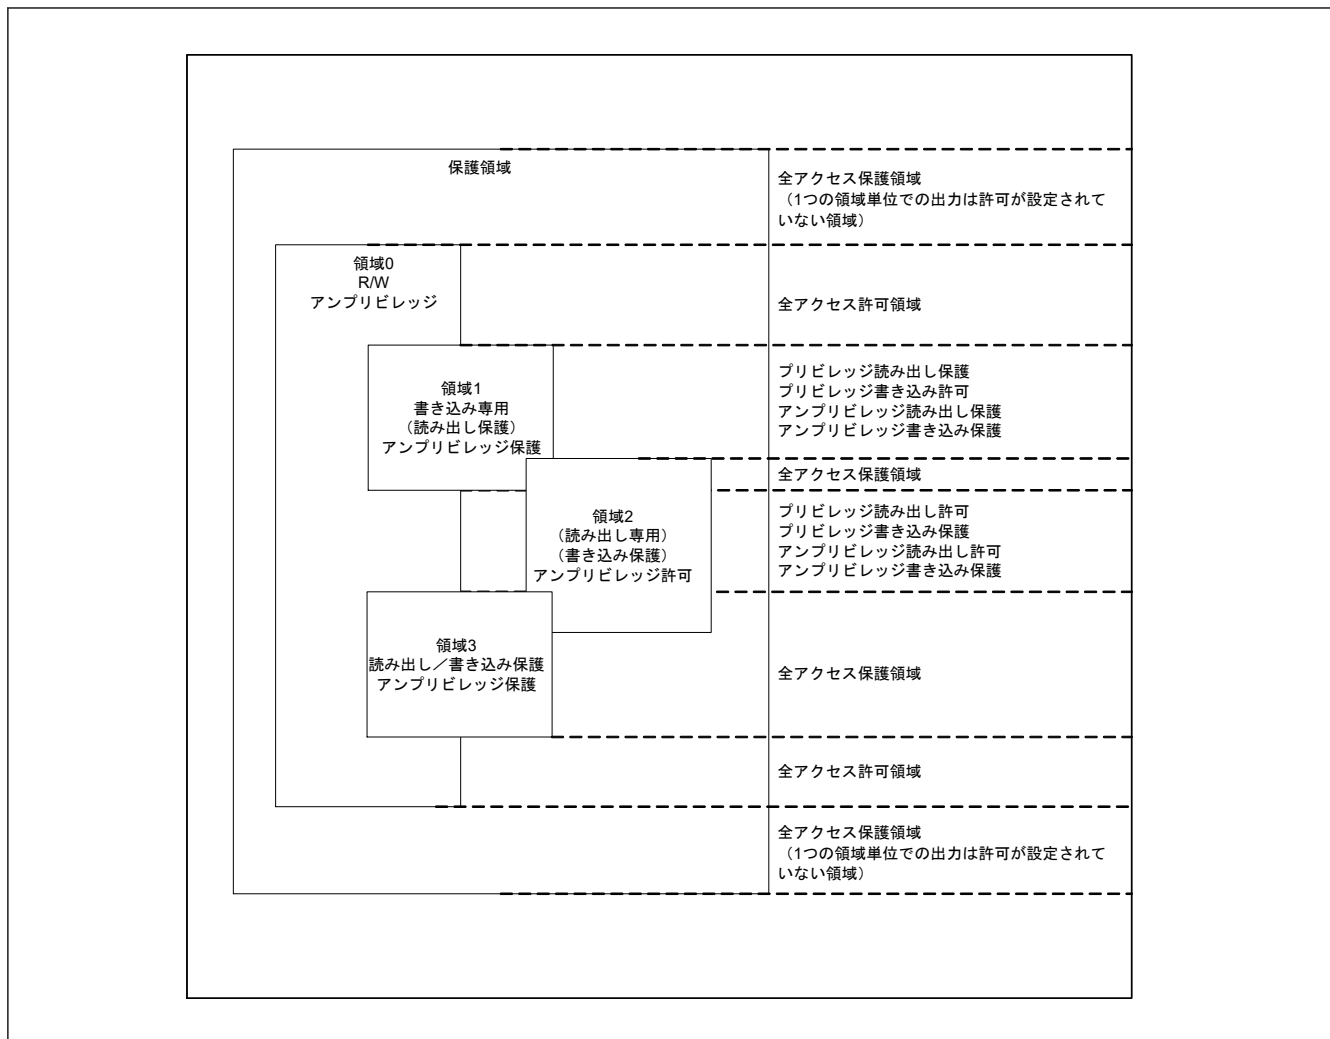 保護領域
全アクセス保護領域
（1つの領域単位での出力は許可が設定されて
いない領域）
領域0
R/W
アンプリビレッジ
全アクセス許可領域
領域1
書き込み専用
（読み出し保護）
アンプリビレッジ保護
プリビレッジ読み出し保護
プリビレッジ書き込み許可
アンプリビレッジ読み出し保護
アンプリビレッジ書き込み保護
全アクセス保護領域
領域2
（読み出し専用）
（書き込み保護）
アンプリビレッジ許可
プリビレッジ読み出し許可
プリビレッジ書き込み保護
アンプリビレッジ読み出し許可
アンプリビレッジ書き込み保護
領域3
読み出し／書き込み保護
アンプリビレッジ保護
全アクセス保護領域
全アクセス許可領域
全アクセス保護領域
（1つの領域単位での出力は許可が設定されて
いない領域）